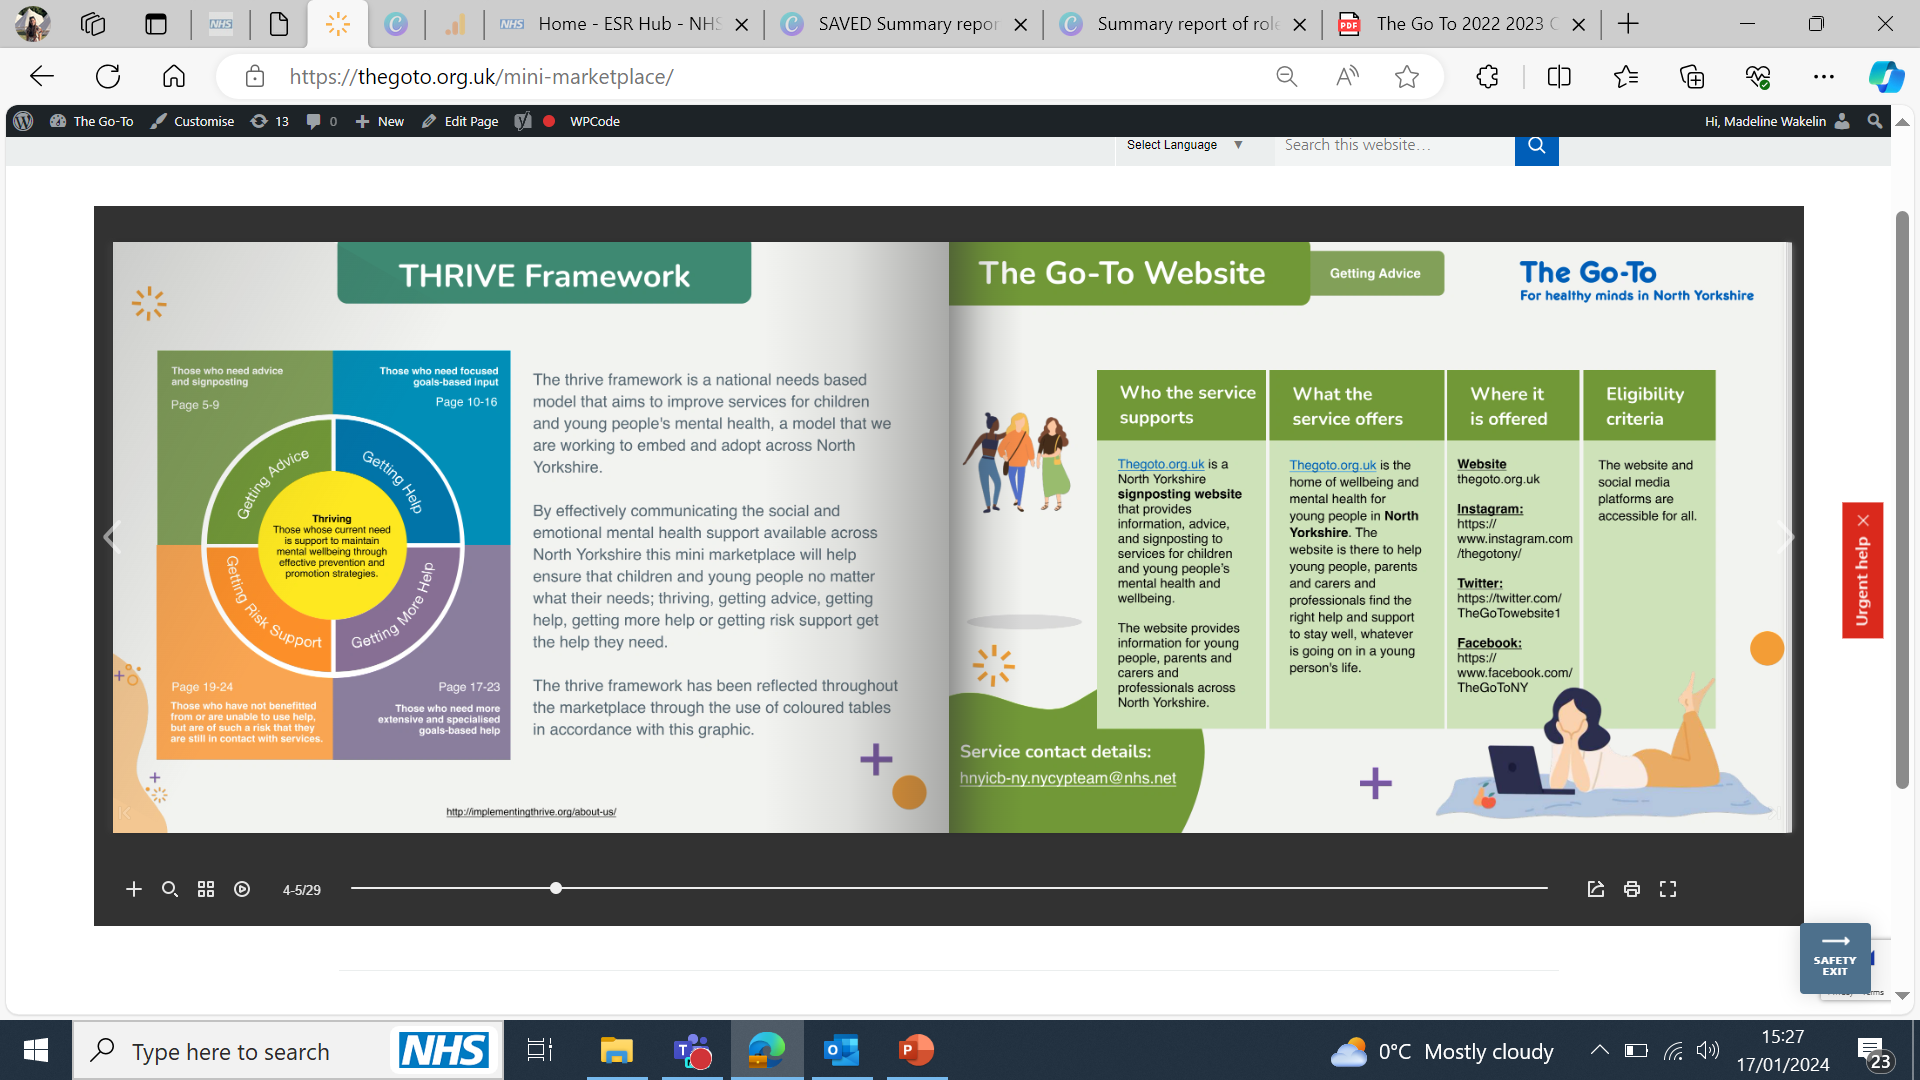 Home - ESR Hub - NHS
SAVED Summary repor
Summary report of role
PDF
The Go To 2022 2023 C
https://thegoto.org.uk/mini-marketplace/
The Go-To
Customise
13
0
New
Edit Page
WPCode
Hi, Madeline Wakelin
Select Language
Search this website...
THRIVE Framework
Those who need advice
and signposting
Page 5-9
Those who need focused
goals-based input
Page 10-16
Getting Advice
Getting Help
Thriving
Those whose current need
is support to maintain
mental wellbeing through
effective prevention and
promotion strategies.
Getting Risk Support
Getting More Help
Page 19-24
Those who have not benefitted
from or are unable to use help,
but are of such a risk that they
are still in contact with services.
Page 17-23
Those who need more
extensive and specialised
goals-based help
The thrive framework is a national needs based
model that aims to improve services for children
and young people's mental health, a model that we
are working to embed and adopt across North
Yorkshire.
By effectively communicating the social and
emotional mental health support available across
North Yorkshire this mini marketplace will help
ensure that children and young people no matter
what their needs; thriving, getting advice, getting
help, getting more help or getting risk support get
the help they need.
The thrive framework has been reflected throughout
the marketplace through the use of coloured tables
in accordance with this graphic.
http://implementingthrive.org/about-us/
The Go-To Website
Getting Advice
The Go-To
For healthy minds in North Yorkshire
Who the service
supports
Thegoto.org.uk is a
North Yorkshire
signposting website
that provides
information, advice,
and signposting to
services for children
and young people's
mental health and
wellbeing.
The website provides
information for young
people, parents and
carers and
professionals across
North Yorkshire.
What the
service offers
Thegoto.org.uk is the
home of wellbeing and
mental health for
young people in North
Yorkshire. The
website is there to help
young people, parents
and carers and
professionals find the
right help and support
to stay well, whatever
is going on in a young
person's life.
Where it
is offered
Website
thegoto.org.uk
Instagram:
https://
www.instagram.com
/thegotony/
Twitter:
https://twitter.com/
TheGoTowebsite1
Facebook:
https://
www.facebook.com/
TheGoToNY
Eligibility
criteria
The website and
social media
platforms are
accessible for all.
Service contact details:
hnyicb-ny.nycypteam@nhs.net
Urgent help
4-5/29
SAFETY
EXIT
Type here to search
NHS
0°C Mostly cloudy
15:27
17/01/2024
23